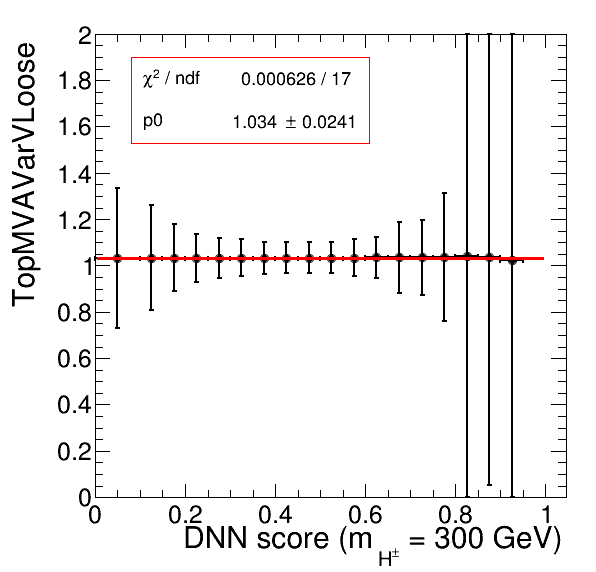 χ² / ndf 0.000626 / 17
p0 1.034 ± 0.0241
TopMVAVarVLoose
2
1.8
1.6
1.4
1.2
1
0.8
0.6
0.4
0.2
0
0 0.2 0.4 0.6 0.8 1
DNN score (m_H± = 300 GeV)